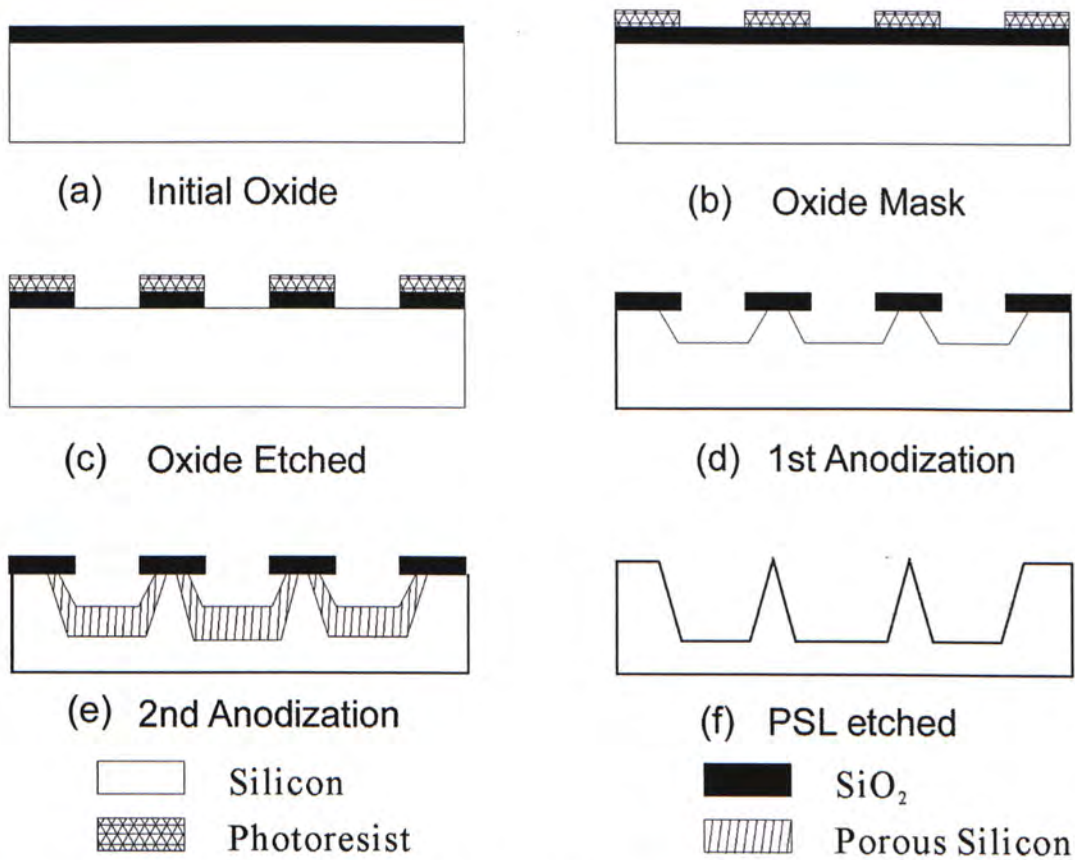 (a) Initial Oxide
(b) Oxide Mask
(c) Oxide Etched
(d) 1st Anodization
(e) 2nd Anodization
(f) PSL etched
Silicon
SiO₂
Photoresist
Porous Silicon